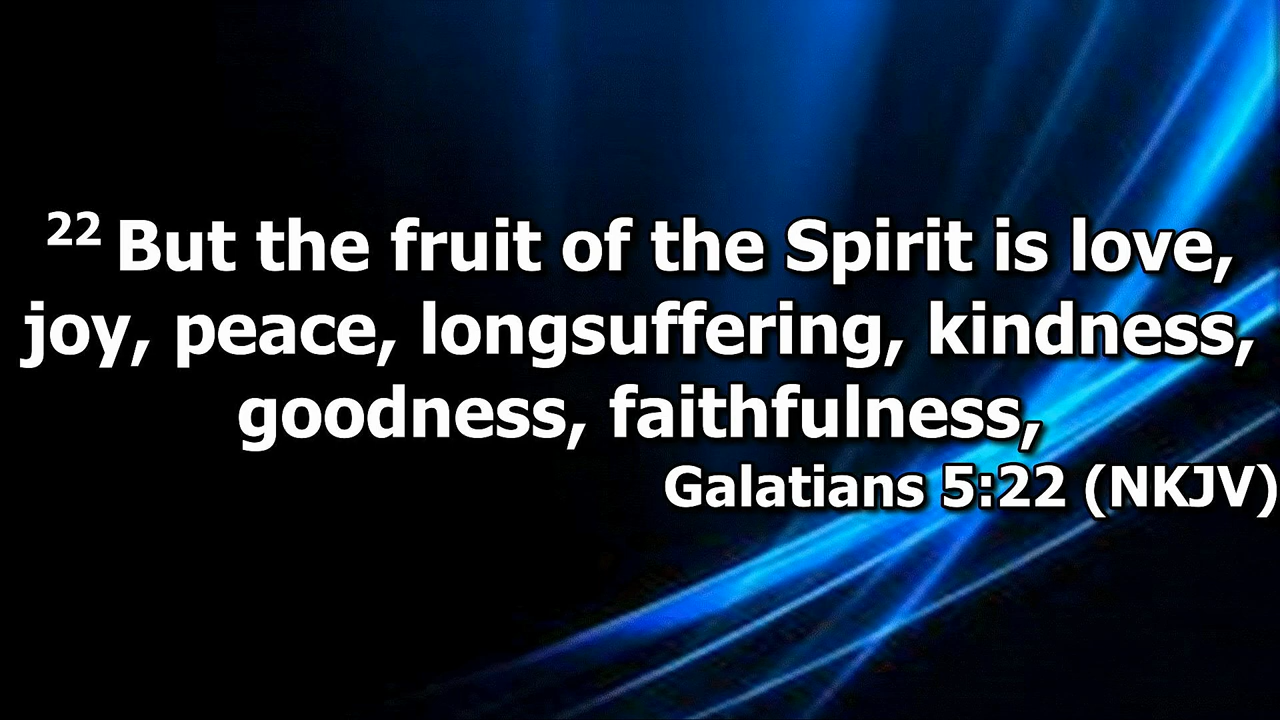 22 But the fruit of the Spirit is love,
joy, peace, longsuffering, kindness,
goodness, faithfulness,
Galatians 5:22 (NKJV)